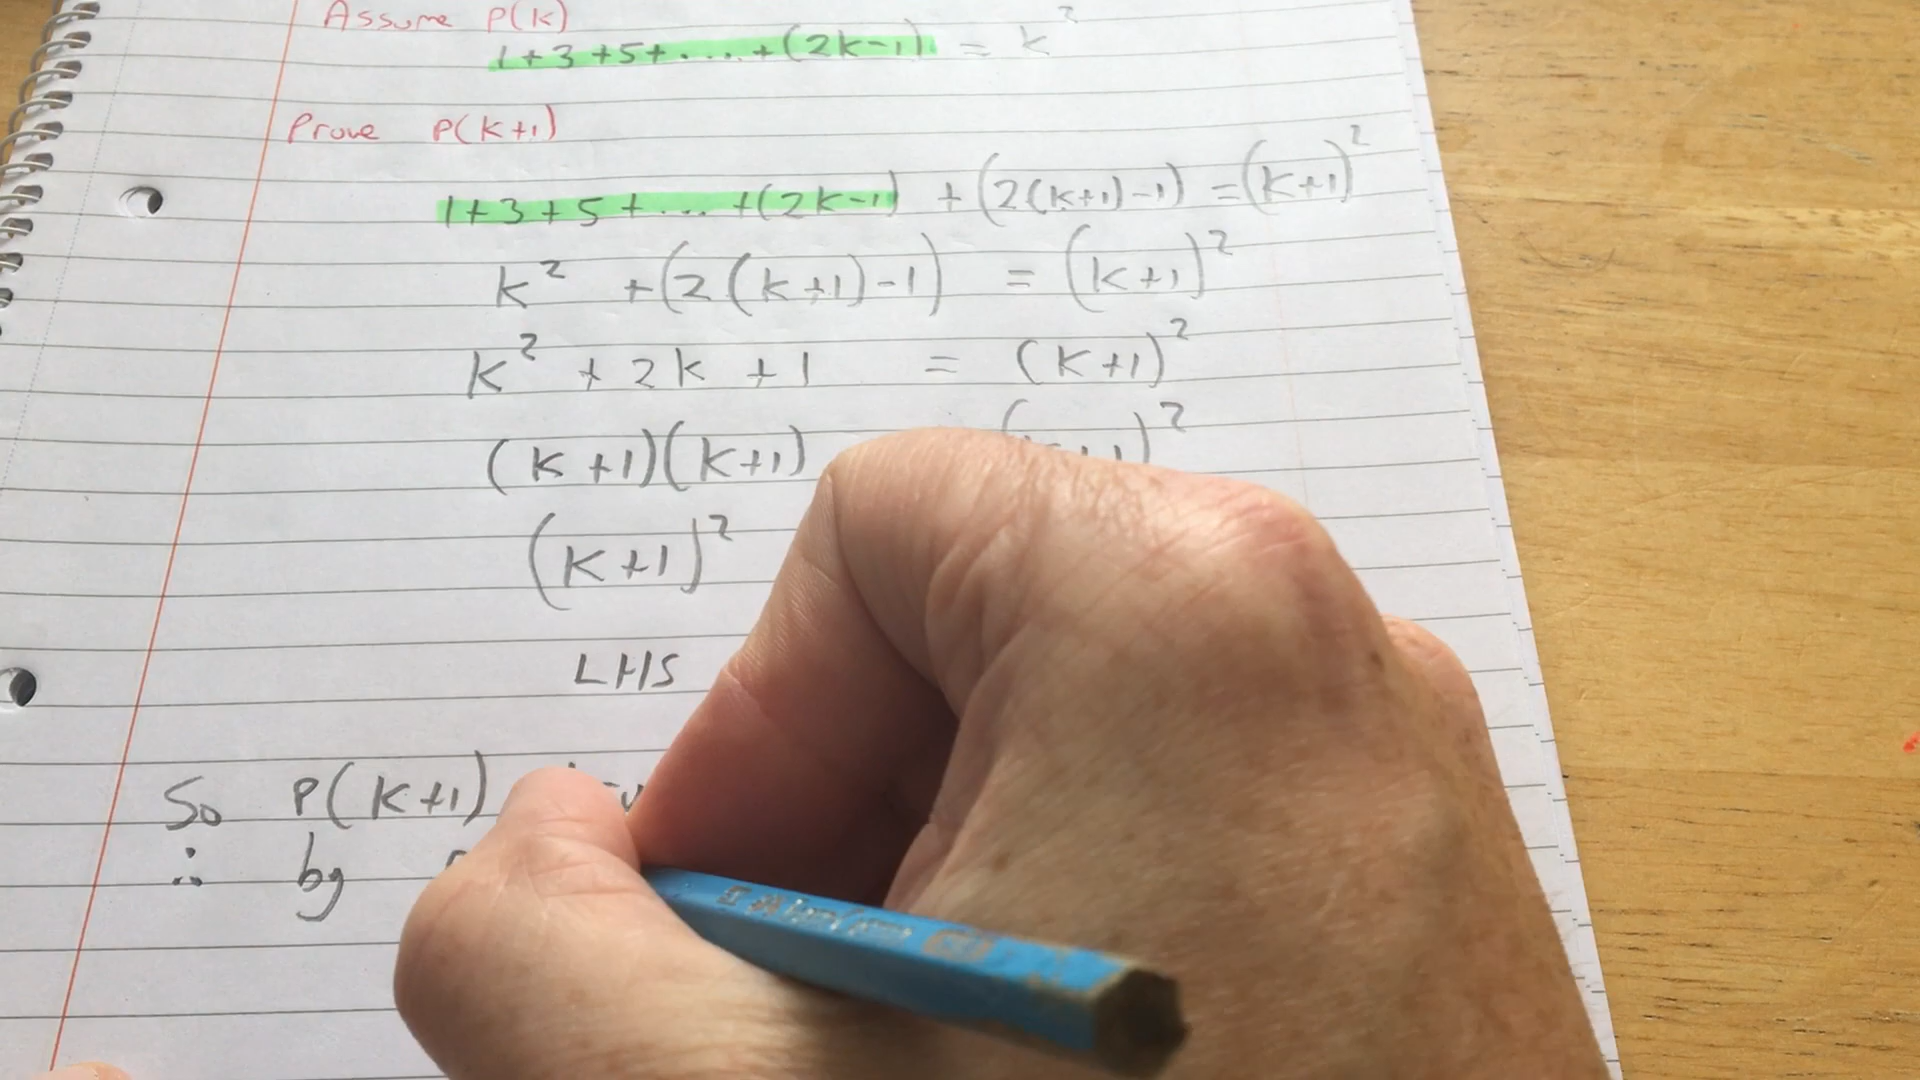 Assume P(k)
1+3+5+....+(2k-1) = k²
Prove P(k+1)
1+3+5+...+(2k-1) + (2(k+1)-1) = (k+1)²
k² + (2(k+1)-1) = (k+1)²
k² + 2k + 1 = (k+1)²
(k+1)(k+1) )²
(k+1)²
LHS
So P(k+1)
∴ by